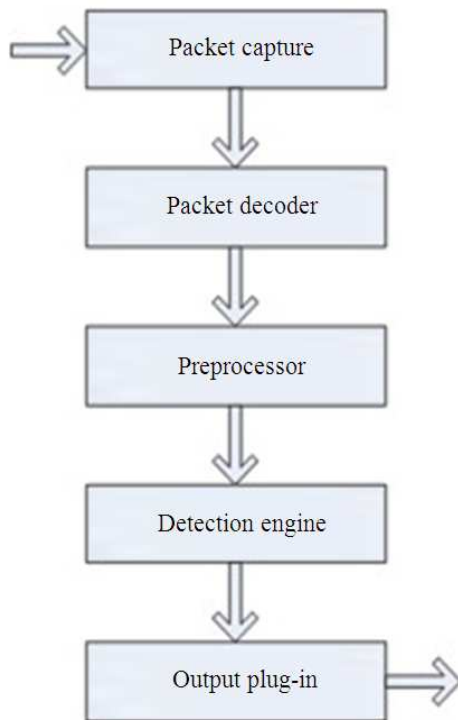 Packet capture
Packet decoder
Preprocessor
Detection engine
Output plug-in